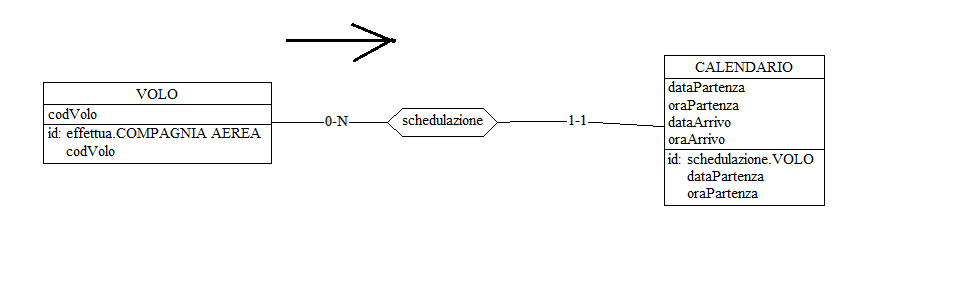 VOLO
codVolo
id: effettua.COMPAGNIA AEREA
codVolo
0-N
schedulazione
1-1
CALENDARIO
dataPartenza
oraPartenza
dataArrivo
oraArrivo
id: schedulazione.VOLO
dataPartenza
oraPartenza